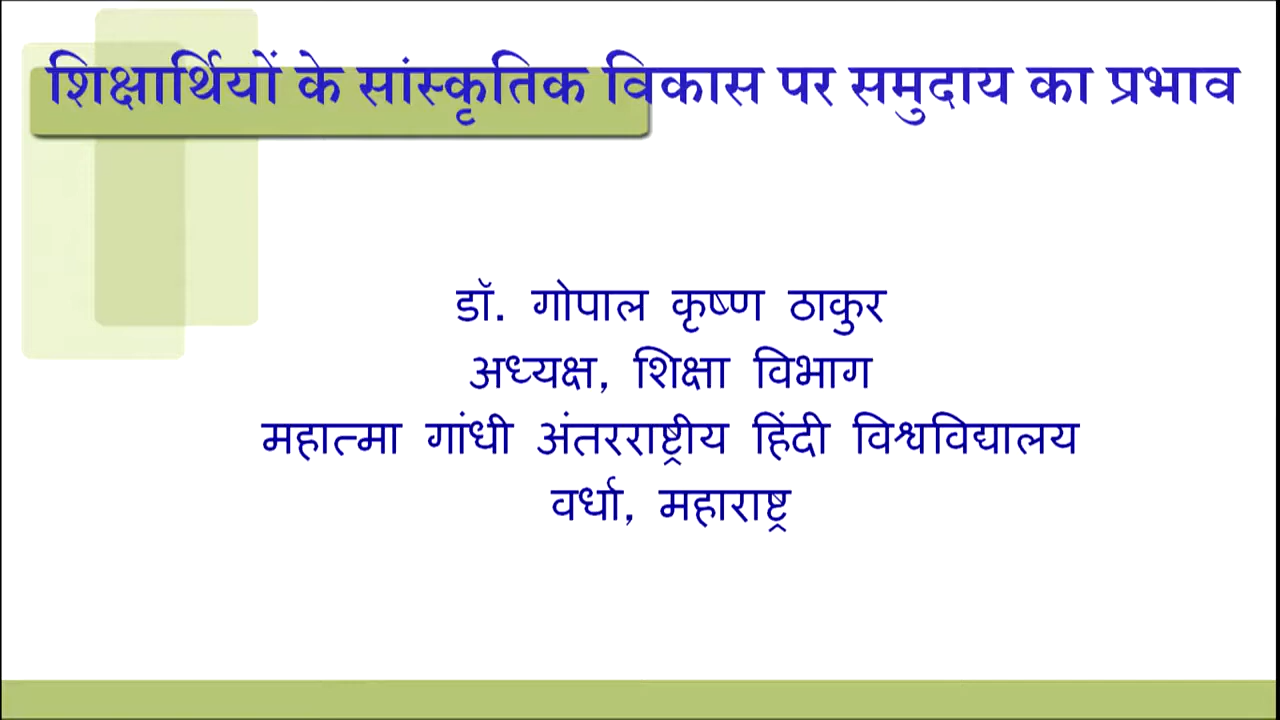 शिक्षार्थियों के सांस्कृतिक विकास पर समुदाय का प्रभाव
डॉ. गोपाल कृष्ण ठाकुर
अध्यक्ष, शिक्षा विभाग
महात्मा गांधी अंतरराष्ट्रीय हिंदी विश्वविद्यालय
वर्धा, महाराष्ट्र